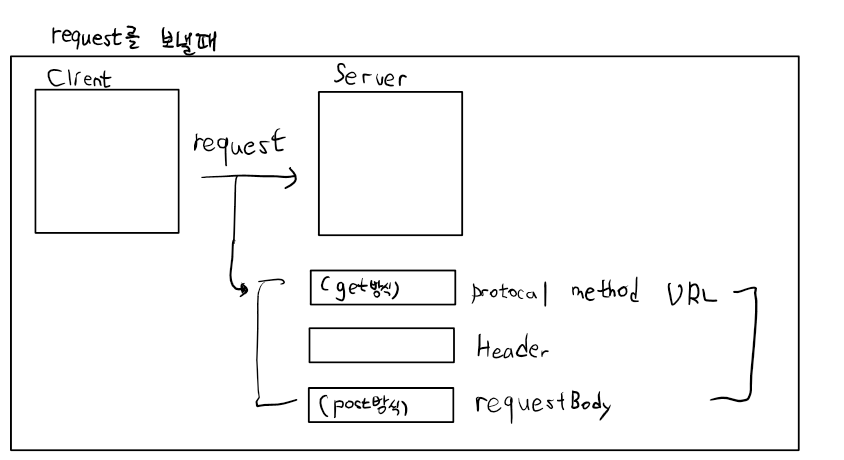 request를 보낼때
Client
Server
request
(get방식) protocal method URL
Header
(post방식) requestBody